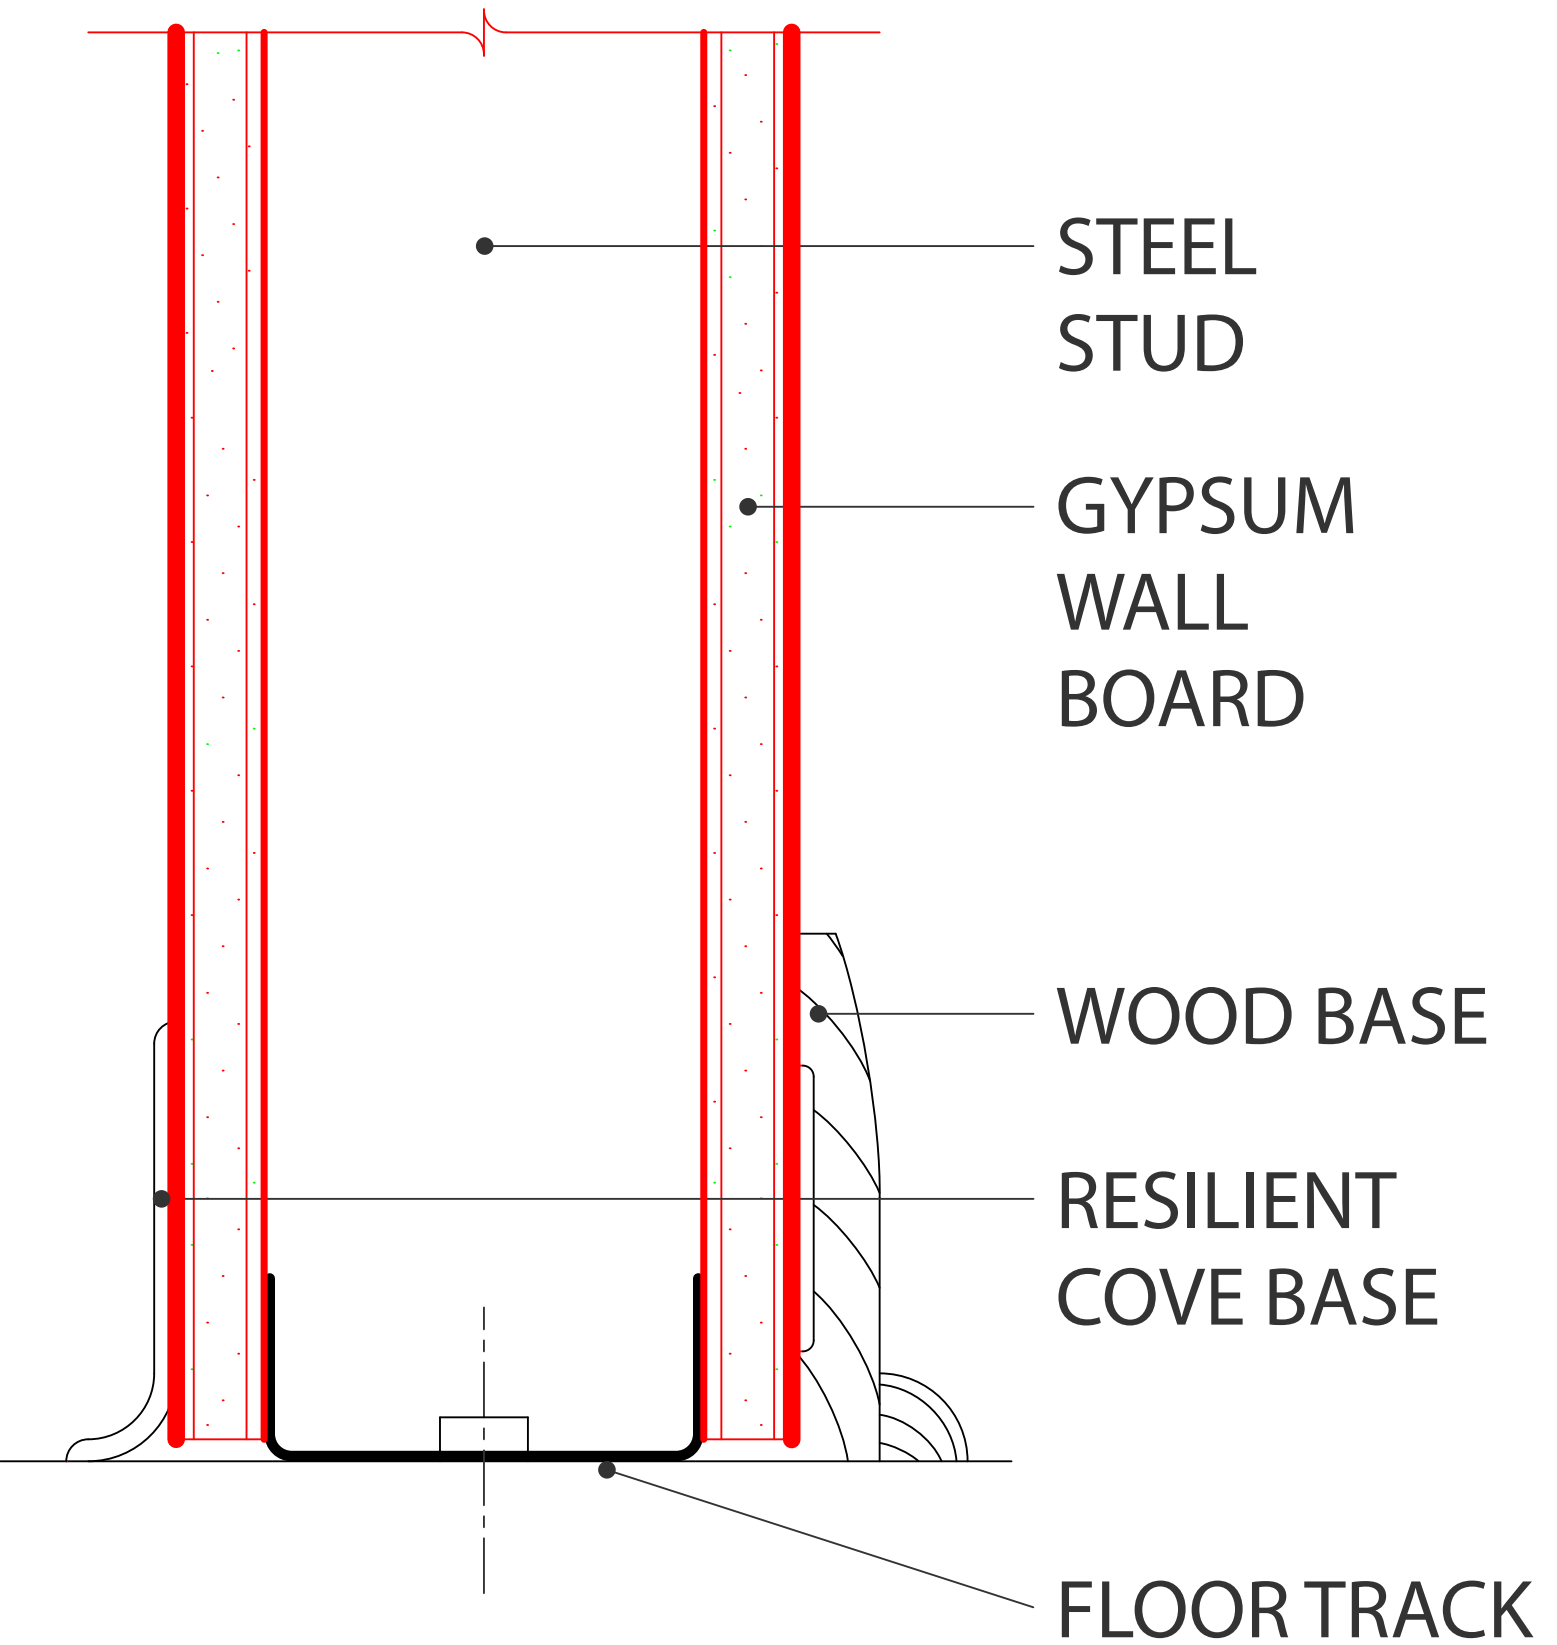 STEEL
STUD
GYPSUM
WALL
BOARD
WOOD BASE
RESILIENT
COVE BASE
FLOOR TRACK